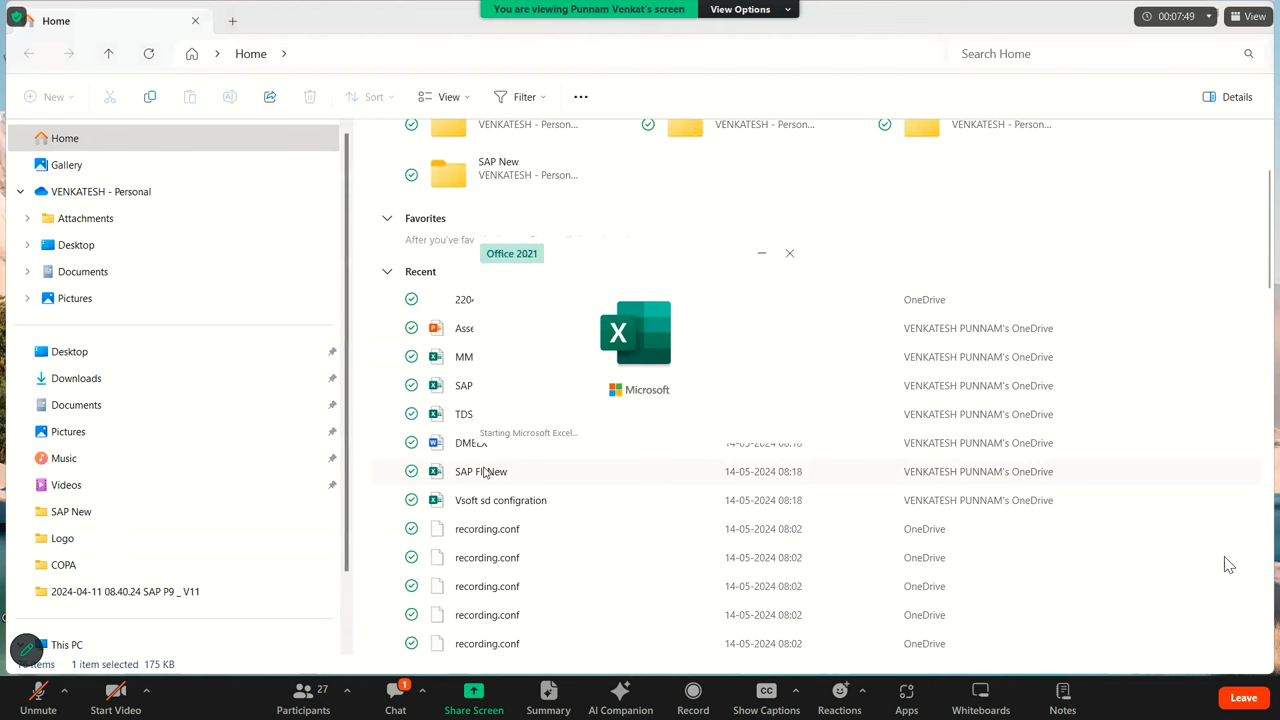 Home
You are viewing Punnam Venkat's screen
View Options
00:07:49
View
Home
Search Home
New
Sort
View
Filter
Details
Home
Gallery
VENKATESH - Personal
Attachments
Desktop
Documents
Pictures
Desktop
Downloads
Documents
Pictures
Music
Videos
SAP New
Logo
COPA
2024-04-11 08.40.24 SAP P9 _ V11
This PC
1 item selected 175 KB
VENKATESH - Person...
VENKATESH - Person...
VENKATESH - Person...
SAP New
VENKATESH - Person...
Favorites
After you've fav
Recent
Office 2021
Microsoft
Starting Microsoft Excel...
2204 OneDrive
Asse VENKATESH PUNNAM's OneDrive
MM VENKATESH PUNNAM's OneDrive
SAP VENKATESH PUNNAM's OneDrive
TDS VENKATESH PUNNAM's OneDrive
DMEEX 14-05-2024 08:18 VENKATESH PUNNAM's OneDrive
SAP FI New 14-05-2024 08:18 VENKATESH PUNNAM's OneDrive
Vsoft sd configration 14-05-2024 08:18 VENKATESH PUNNAM's OneDrive
recording.conf 14-05-2024 08:02 OneDrive
recording.conf 14-05-2024 08:02 OneDrive
recording.conf 14-05-2024 08:02 OneDrive
recording.conf 14-05-2024 08:02 OneDrive
recording.conf 14-05-2024 08:02 OneDrive
Unmute
Start Video
27
Participants
1
Chat
Share Screen
Summary
AI Companion
Record
CC
Show Captions
Reactions
Apps
Whiteboards
Notes
Leave